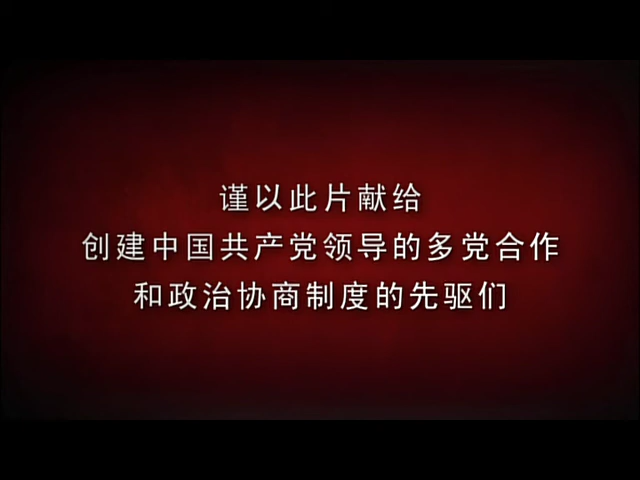 谨以此片献给
创建中国共产党领导的多党合作
和政治协商制度的先驱们